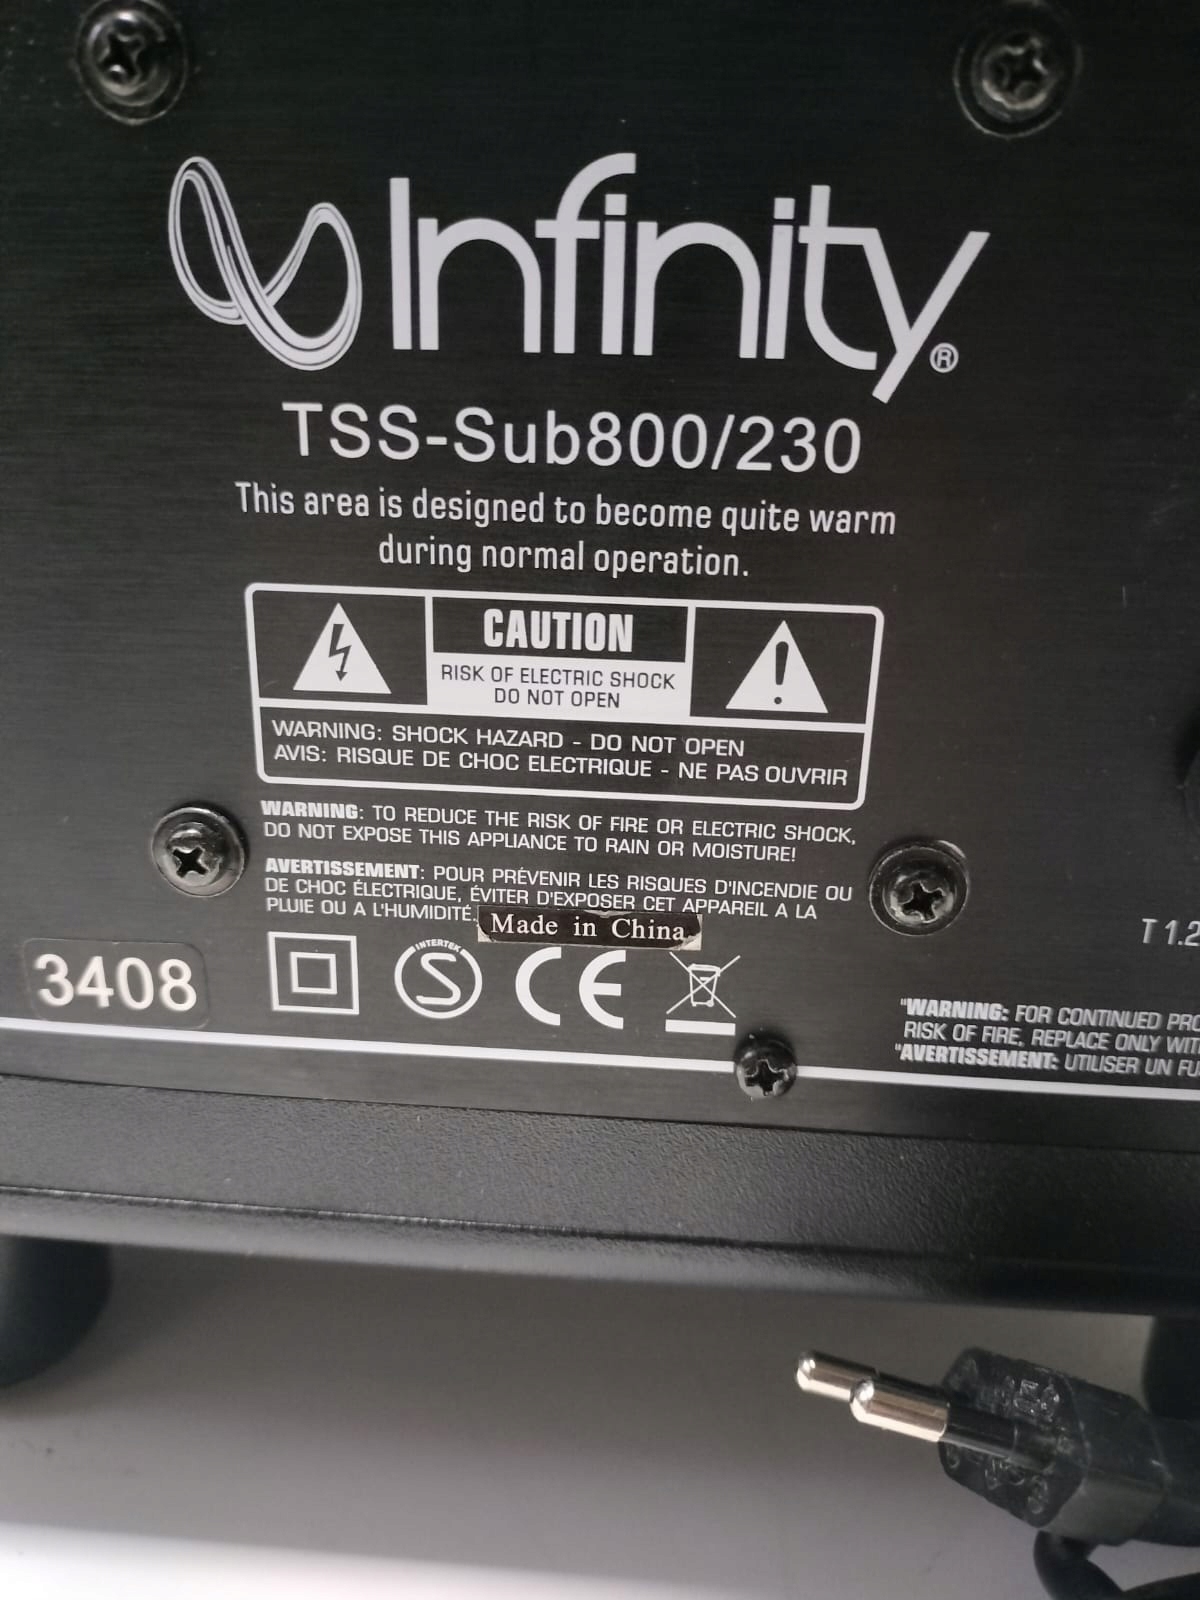 Infinity®
TSS-Sub800/230
This area is designed to become quite warm
during normal operation.
CAUTION
RISK OF ELECTRIC SHOCK
DO NOT OPEN
WARNING: SHOCK HAZARD - DO NOT OPEN
AVIS: RISQUE DE CHOC ELECTRIQUE - NE PAS OUVRIR
WARNING: TO REDUCE THE RISK OF FIRE OR ELECTRIC SHOCK,
DO NOT EXPOSE THIS APPLIANCE TO RAIN OR MOISTURE!
AVERTISSEMENT: POUR PRÉVENIR LES RISQUES D'INCENDIE OU
DE CHOC ÉLECTRIQUE, ÉVITER D'EXPOSER CET APPAREIL A LA
PLUIE OU A L'HUMIDITÉ.
Made in China
T 1.2
3408
INTERTEK
S
CE
"WARNING: FOR CONTINUED
RISK OF FIRE, REPLACE ONLY
"AVERTISSEMENT: UTILISER UN